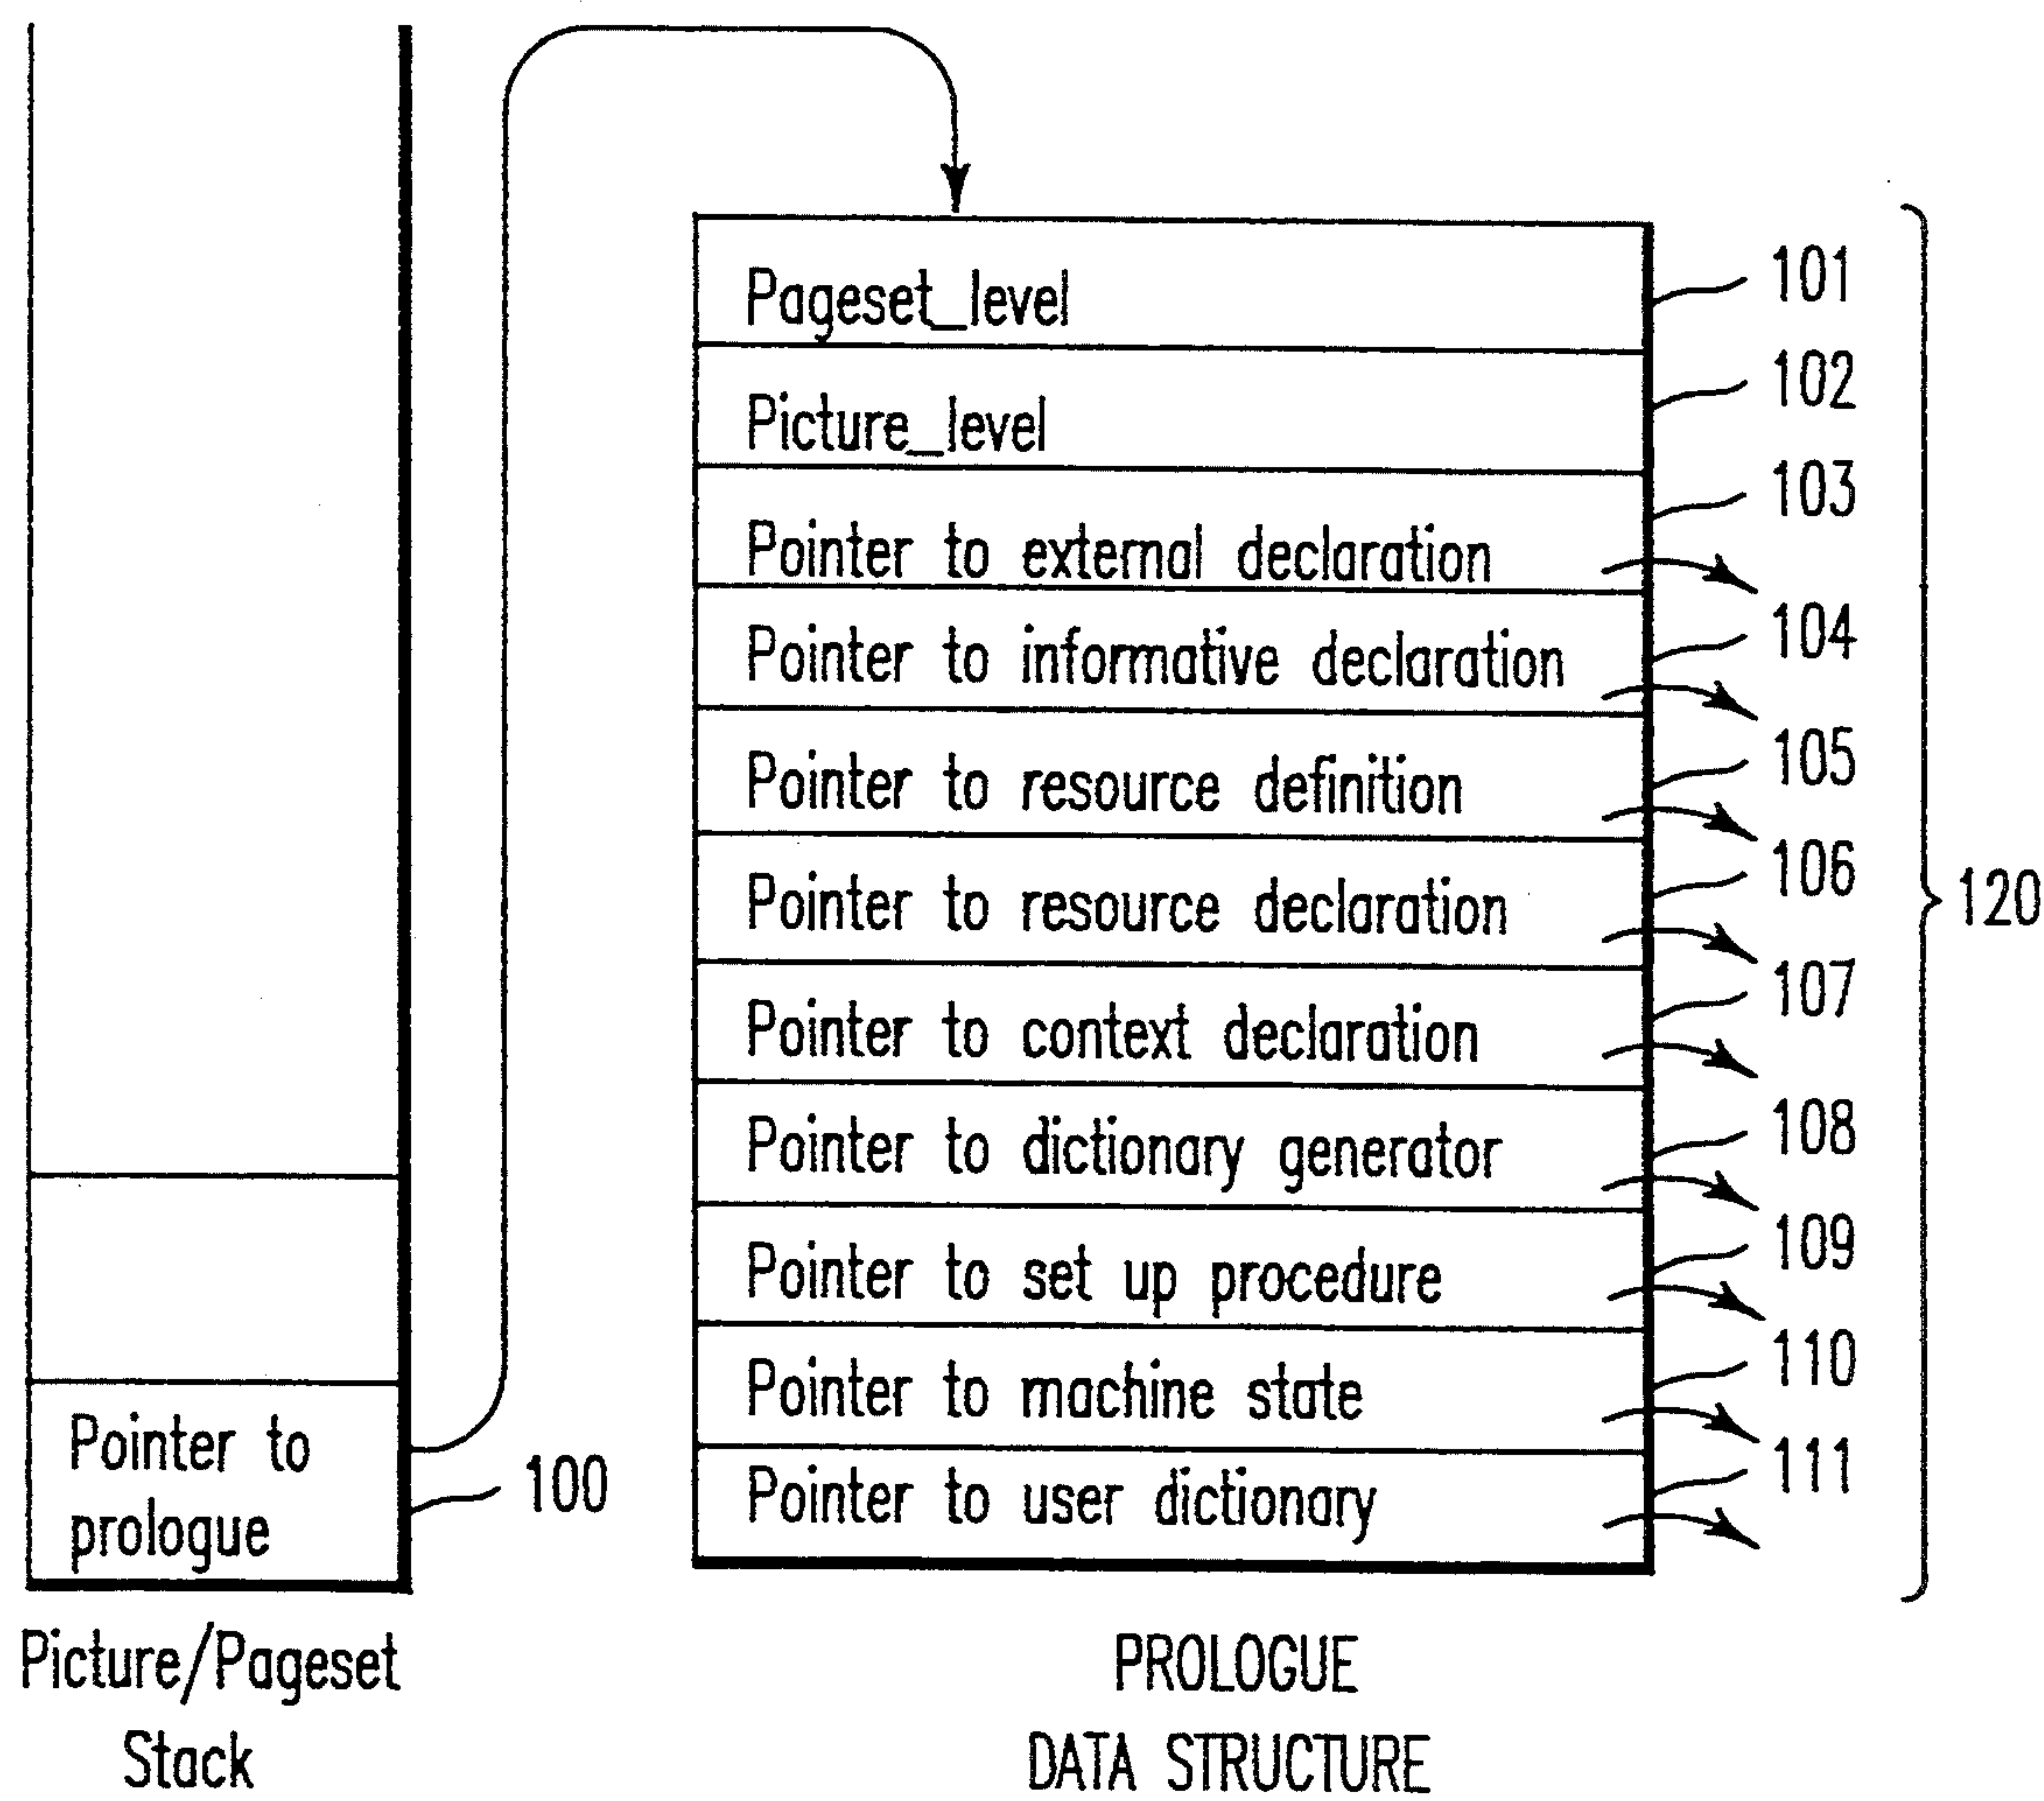 Pageset_level
101
Picture_level
102
Pointer to external declaration
103
Pointer to informative declaration
104
Pointer to resource definition
105
Pointer to resource declaration
106
Pointer to context declaration
107
Pointer to dictionary generator
108
Pointer to set up procedure
109
Pointer to machine state
110
Pointer to user dictionary
111
120
Pointer to
prologue
100
Picture/Pageset
Stack
PROLOGUE
DATA STRUCTURE